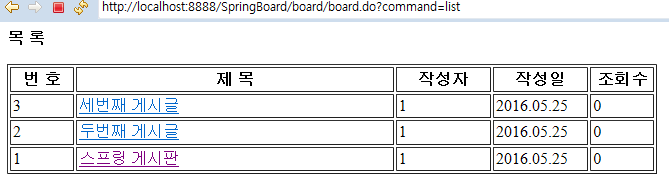 http://localhost:8888/SpringBoard/board/board.do?command=list
목 록
번 호 제 목 작성자 작성일 조회수
3 세번째 게시글 1 2016.05.25 0
2 두번째 게시글 1 2016.05.25 0
1 스프링 게시판 1 2016.05.25 0